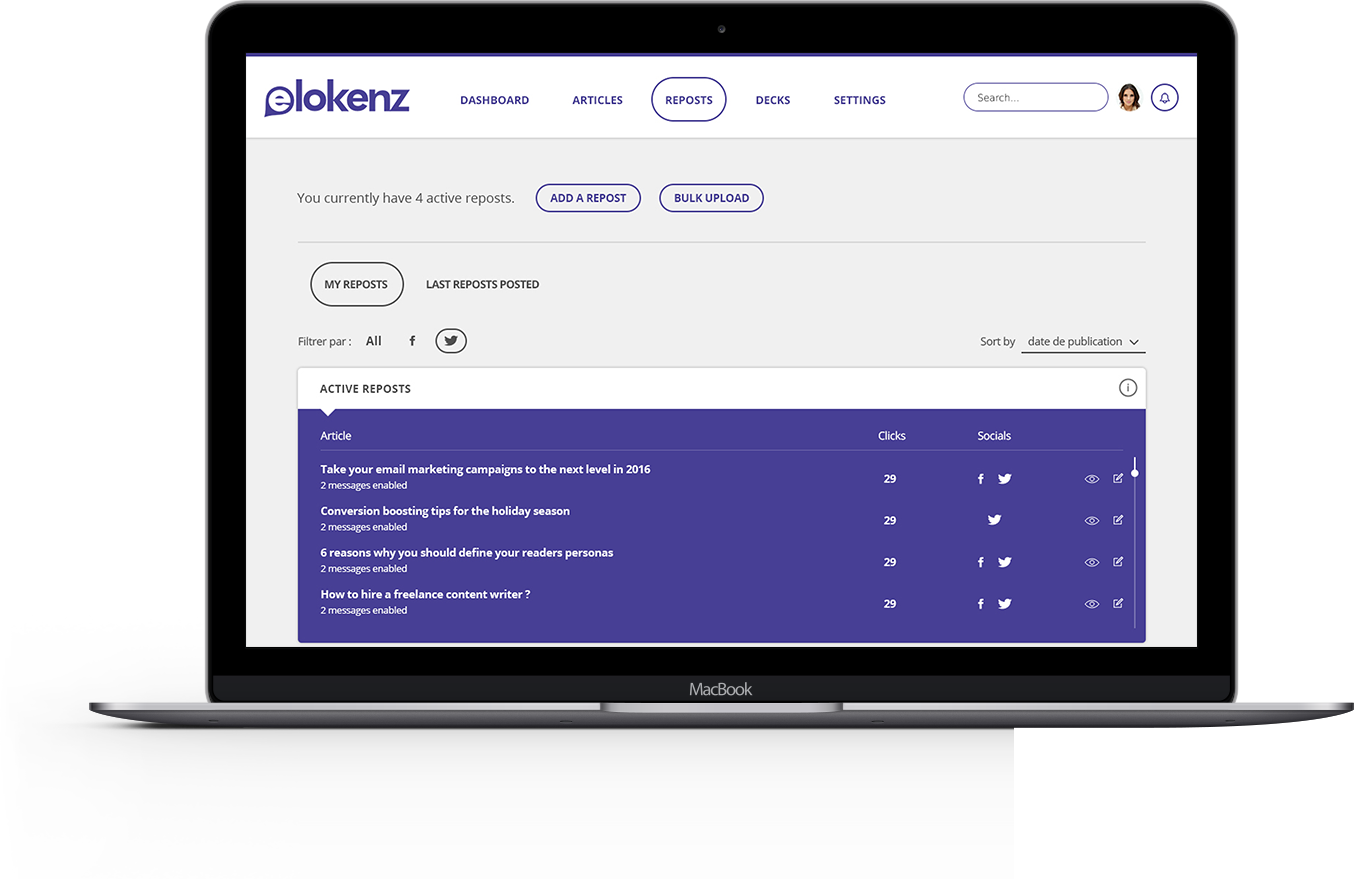 elokenz
DASHBOARD ARTICLES REPOSTS DECKS SETTINGS Search...
You currently have 4 active reposts. ADD A REPOST BULK UPLOAD
MY REPOSTS LAST REPOSTS POSTED
Filtrer par : All Sort by date de publication
ACTIVE REPOSTS
Article Clicks Socials
Take your email marketing campaigns to the next level in 2016
2 messages enabled
29
Conversion boosting tips for the holiday season
2 messages enabled
29
6 reasons why you should define your readers personas
2 messages enabled
29
How to hire a freelance content writer ?
2 messages enabled
29
MacBook